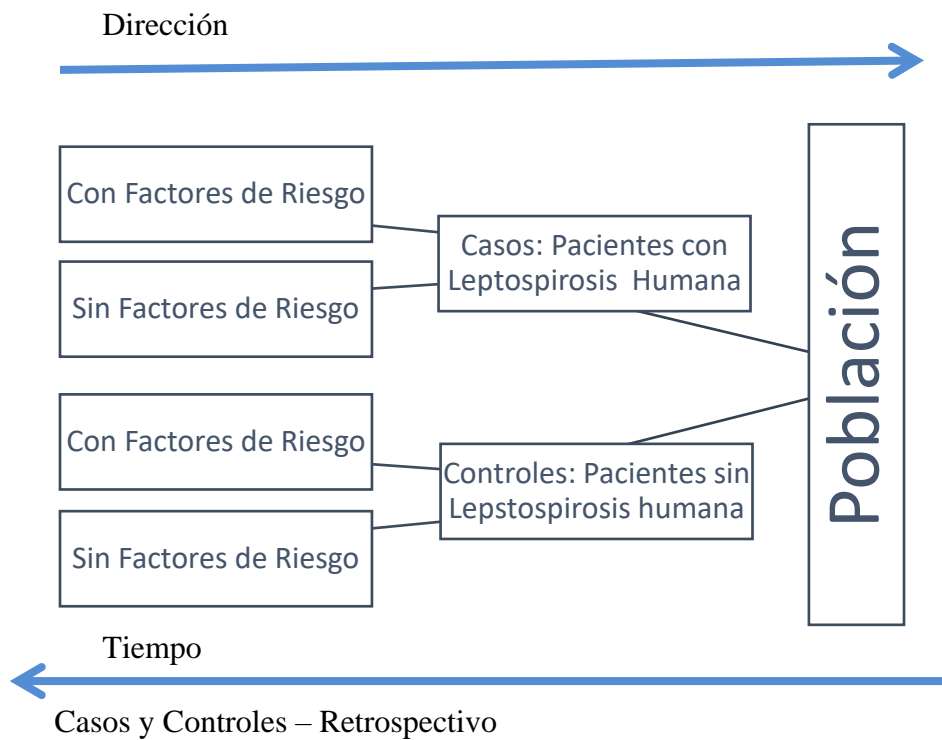 Dirección
Con Factores de Riesgo
Sin Factores de Riesgo
Casos: Pacientes con
Leptospirosis Humana
Con Factores de Riesgo
Sin Factores de Riesgo
Controles: Pacientes sin
Lepstospirosis humana
Población
Tiempo
Casos y Controles – Retrospectivo